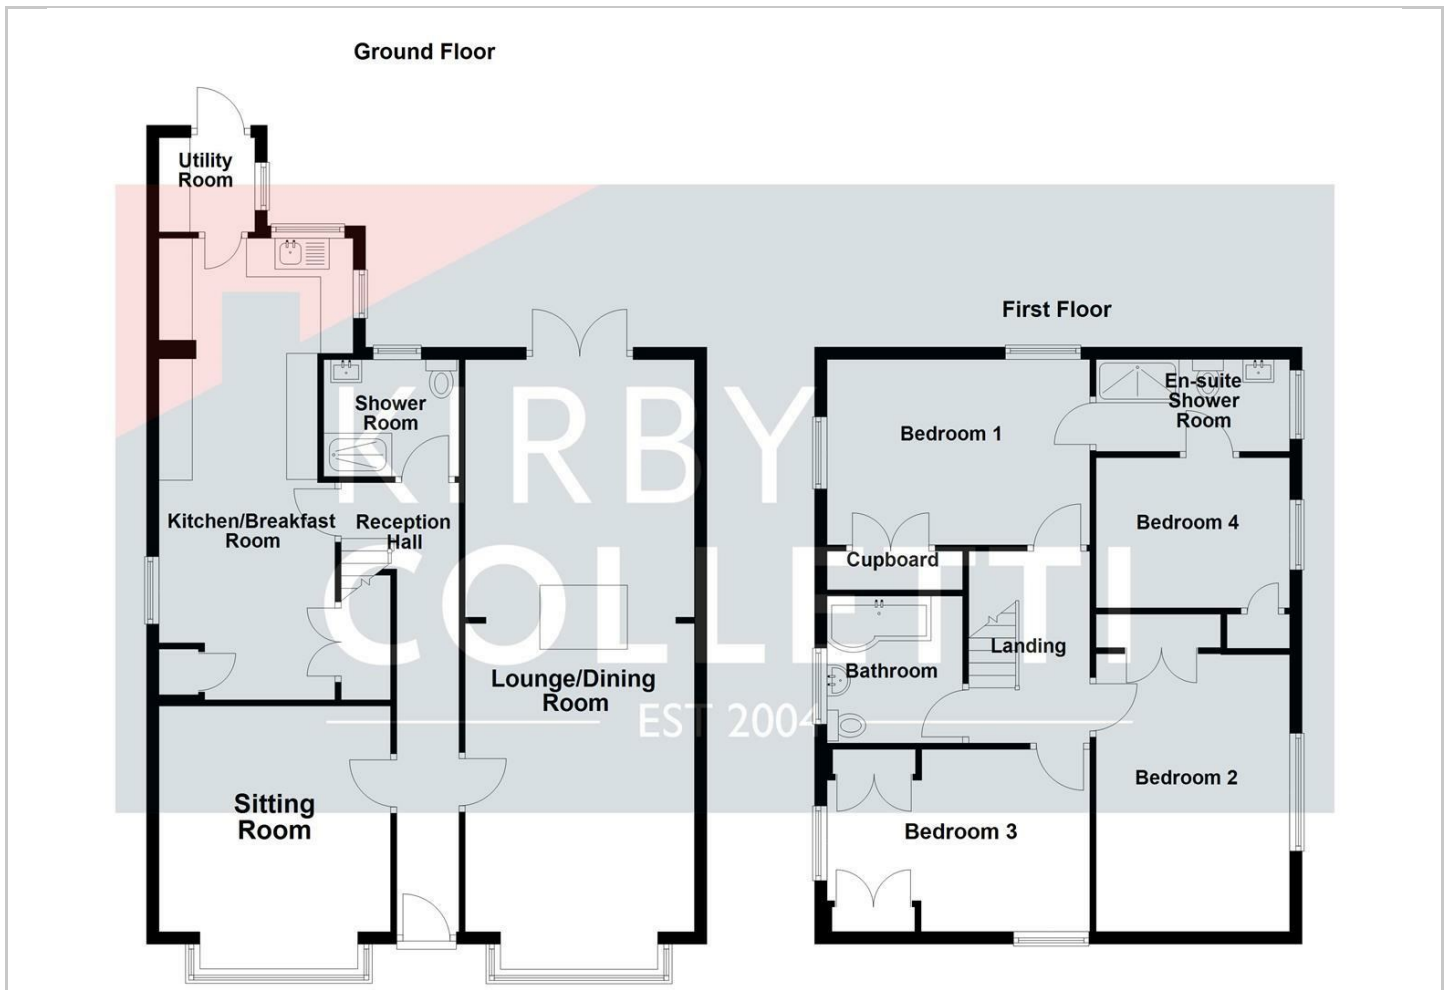 Ground Floor
Utility
Room
First Floor
En-suite
Shower
Room
Shower
Room
Bedroom 1
KIRBY
Kitchen/Breakfast
Room
Reception
Hall
Bedroom 4
Cupboard
COLLETTI
Landing
Bathroom
Lounge/Dining
Room
EST 2004
Bedroom 2
Sitting
Room
Bedroom 3